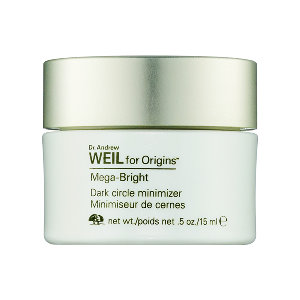 Dr. Andrew
WEIL for Origins™
Mega-Bright
Dark circle minimizer
Minimiseur de cernes
net wt./poids net .5 oz./15 ml ℮